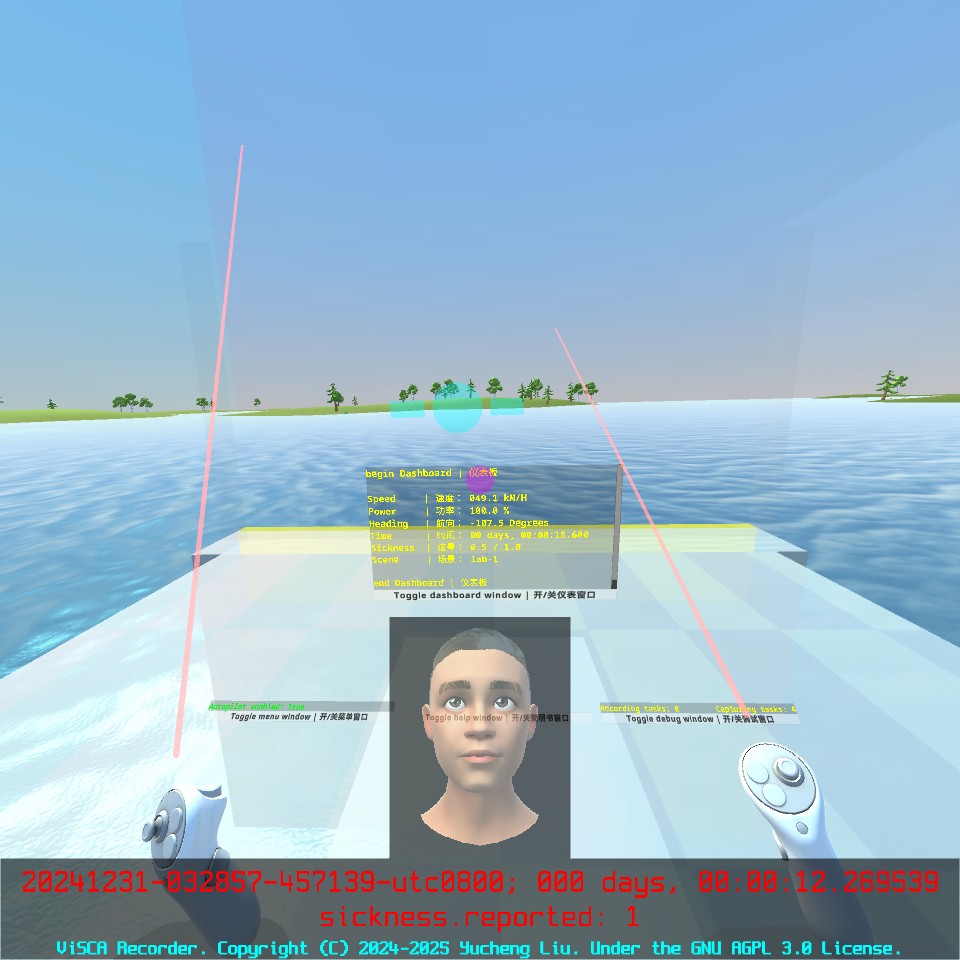 begin Dashboard | 仪表板
Speed | 速度: 049.1 kN/H
Power | 功率: 100.0 %
Heading | 航向: -107.5 Degrees
Time | 时间: 00 days, 00:00:18.600
Sickness | 眩晕: 0.5 / 1.0
Scene | 场景: lab-1
end Dashboard | 仪表板
Toggle dashboard window | 开/关仪表窗口
Autopilot enabled: True
Toggle menu window | 开/关菜单窗口
Toggle help window | 开/关说明书窗口
Recording tasks: 0 Capturing tasks: 4
Toggle debug window | 开/关调试窗口
20241231-032857-457139-utc0800; 000 days, 00:00:12.269539
sickness.reported: 1
ViSCA Recorder. Copyright (C) 2024-2025 Yucheng Liu. Under the GNU AGPL 3.0 License.